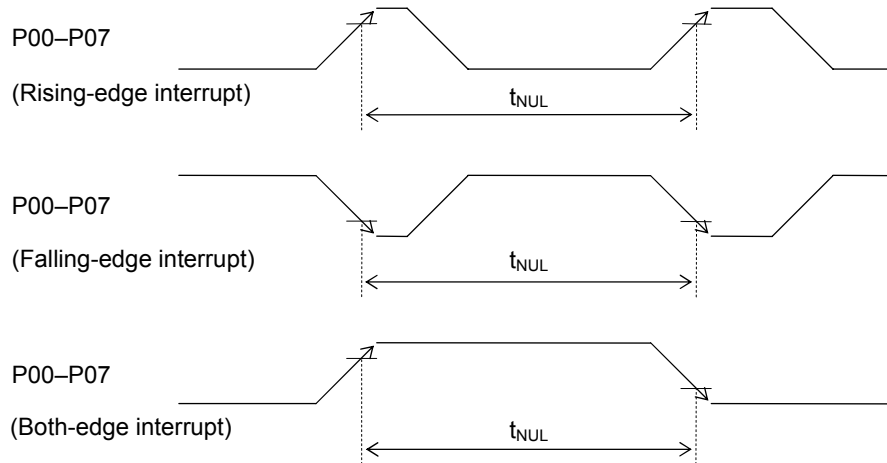 P00–P07
(Rising-edge interrupt)
tNUL
P00–P07
(Falling-edge interrupt)
tNUL
P00–P07
(Both-edge interrupt)
tNUL